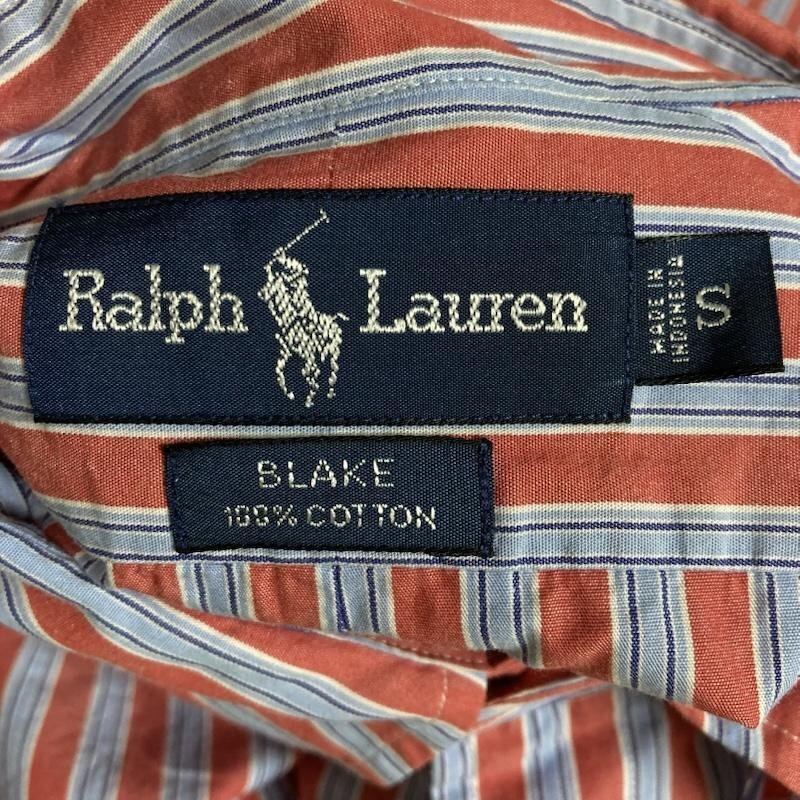 Ralph Lauren
MADE IN
INDONESIA
S
BLAKE
100% COTTON